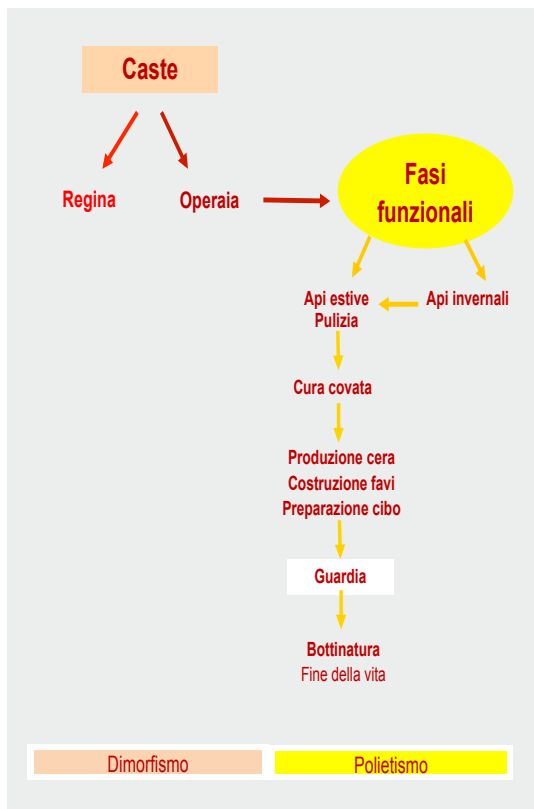 Caste
Regina
Operaia
Fasi
funzionali
Api estive
Pulizia
Api invernali
Cura covata
Produzione cera
Costruzione favi
Preparazione cibo
Guardia
Bottinatura
Fine della vita
Dimorfismo
Polietismo